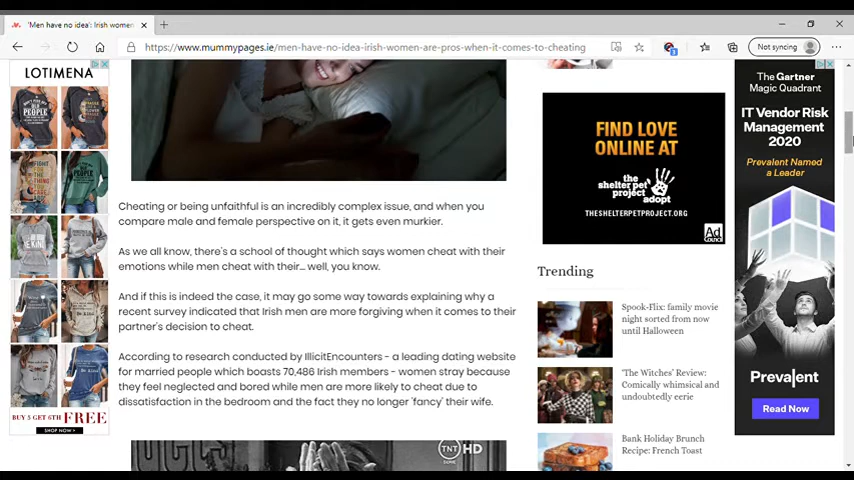 'Men have no idea': Irish women
Not syncing
https://www.mummypages.ie/men-have-no-idea-irish-women-are-pros-when-it-comes-to-cheating
LOTIMENA
BUY 5 GET 6TH FREE
SHOP NOW
Cheating or being unfaithful is an incredibly complex issue, and when you
compare male and female perspective on it, it gets even murkier.
As we all know, there's a school of thought which says women cheat with their
emotions while men cheat with their... well, you know.
And if this is indeed the case, it may go some way towards explaining why a
recent survey indicated that Irish men are more forgiving when it comes to their
partner's decision to cheat.
According to research conducted by IllicitEncounters - a leading dating website
for married people which boasts 70,486 Irish members - women stray because
they feel neglected and bored while men are more likely to cheat due to
dissatisfaction in the bedroom and the fact they no longer 'fancy' their wife.
TNT HD
FIND LOVE
ONLINE AT
the
shelter pet
project
adopt
THESHELTERPETPROJECT.ORG
Ad
Council
Trending
Spook-Flix: family movie
night sorted from now
until Halloween
'The Witches' Review:
Comically whimsical and
undoubtedly eerie
Bank Holiday Brunch
Recipe: French Toast
The Gartner
Magic Quadrant
IT Vendor Risk
Management
2020
Prevalent Named
a Leader
Prevalent
Read Now